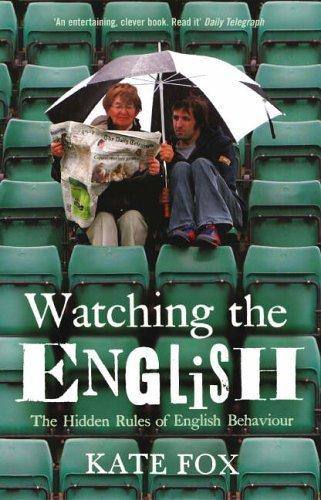 'An entertaining, clever book. Read it' Daily Telegraph
Watching the
ENGLISH
The Hidden Rules of English Behaviour
KATE FOX